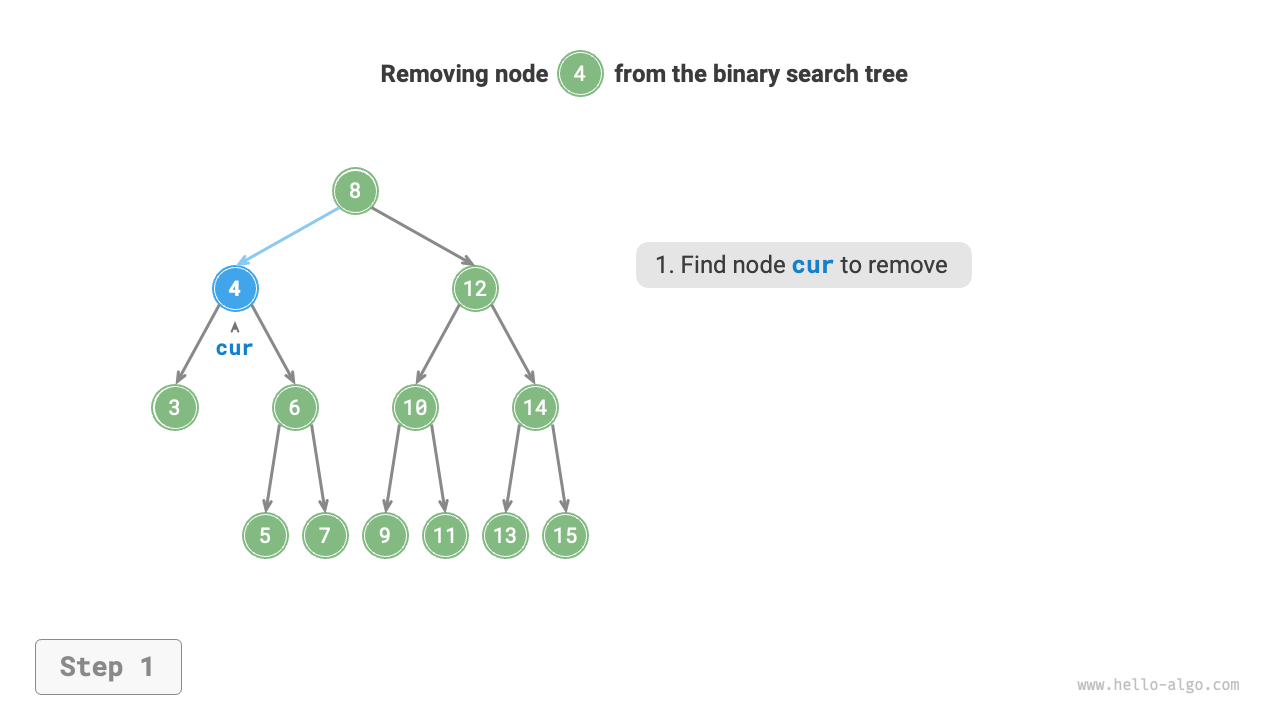 Removing node 4 from the binary search tree
8
1. Find node cur to remove
4
12
cur
3
6
10
14
5
7
9
11
13
15
Step 1
www.hello-algo.com